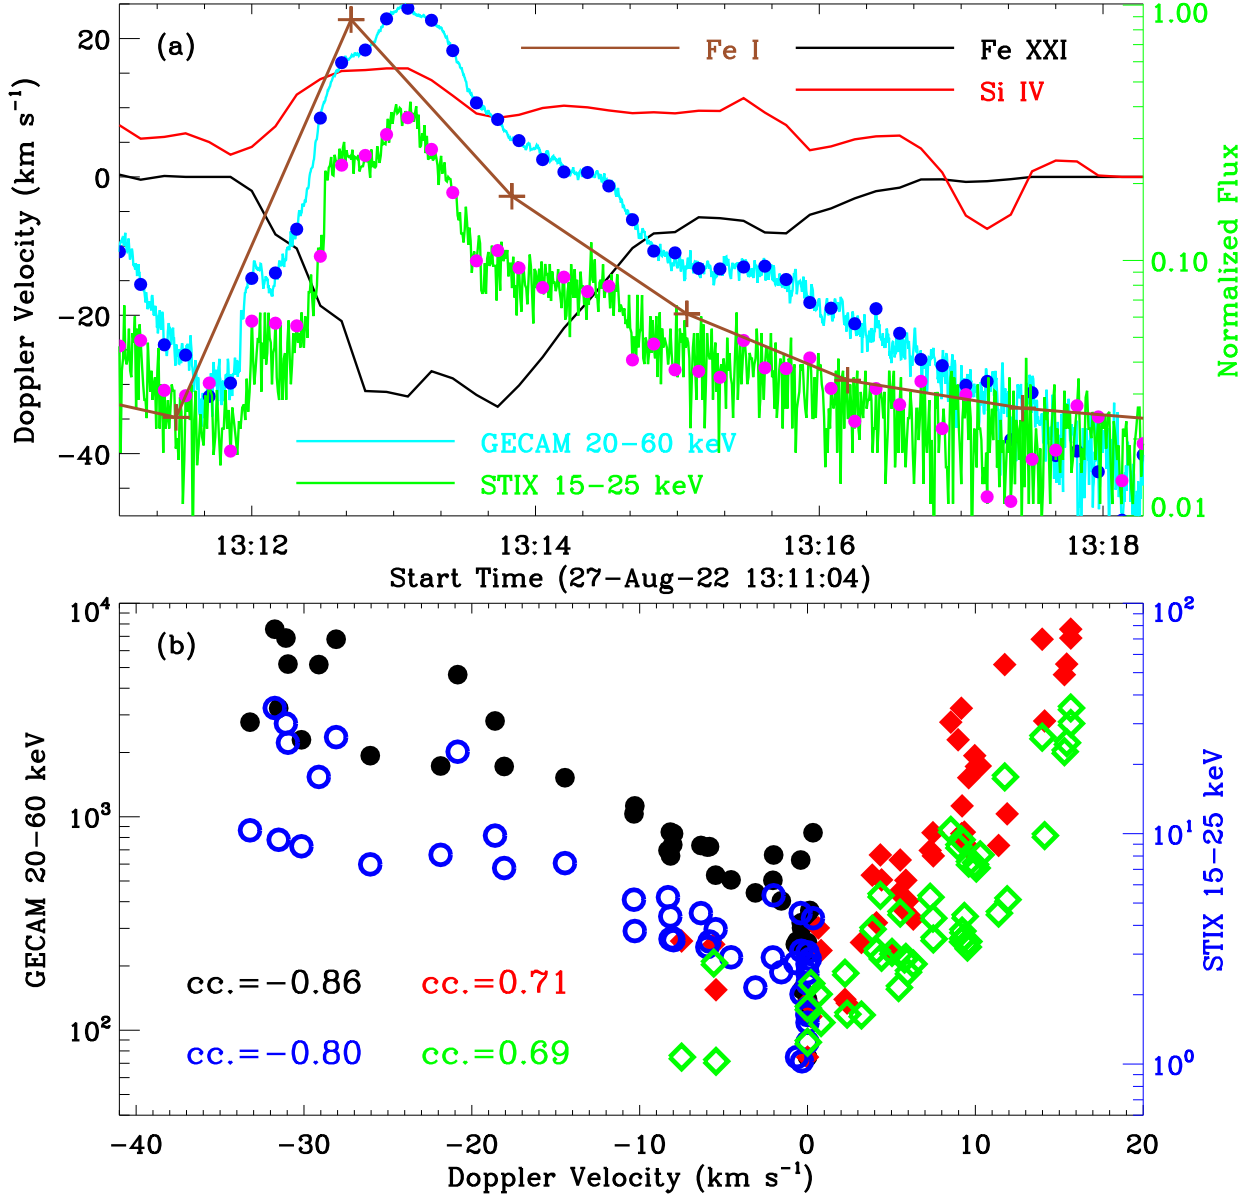 (a)
Fe I
Fe XXI
Si IV
GECAM 20−60 keV
STIX 15−25 keV
Doppler Velocity (km s⁻¹)
20
0
−20
−40
1.00
0.10
0.01
Normalized Flux
13:12 13:14 13:16 13:18
Start Time (27−Aug−22 13:11:04)
(b)
GECAM 20−60 keV
10⁴
10³
10²
cc.=−0.86
cc.=0.71
cc.=−0.80
cc.=0.69
10²
10¹
10⁰
STIX 15−25 keV
−40 −30 −20 −10 0 10 20
Doppler Velocity (km s⁻¹)